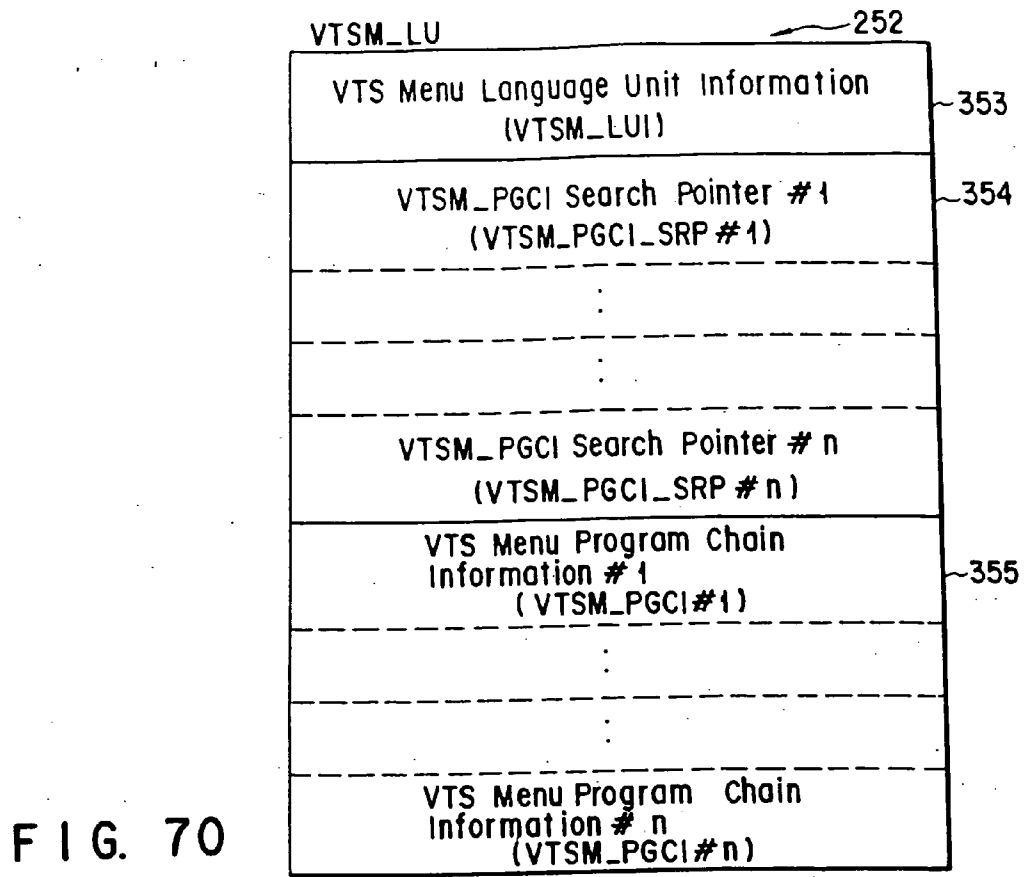 VTSM_LU
252
VTS Menu Language Unit Information
(VTSM_LUI)
353
VTSM_PGCI Search Pointer #1
(VTSM_PGCI_SRP #1)
354
VTSM_PGCI Search Pointer # n
(VTSM_PGCI_SRP # n)
VTS Menu Program Chain
Information # 1
(VTSM_PGCI#1)
355
VTS Menu Program Chain
Information # n
(VTSM_PGCI#n)
FIG. 70